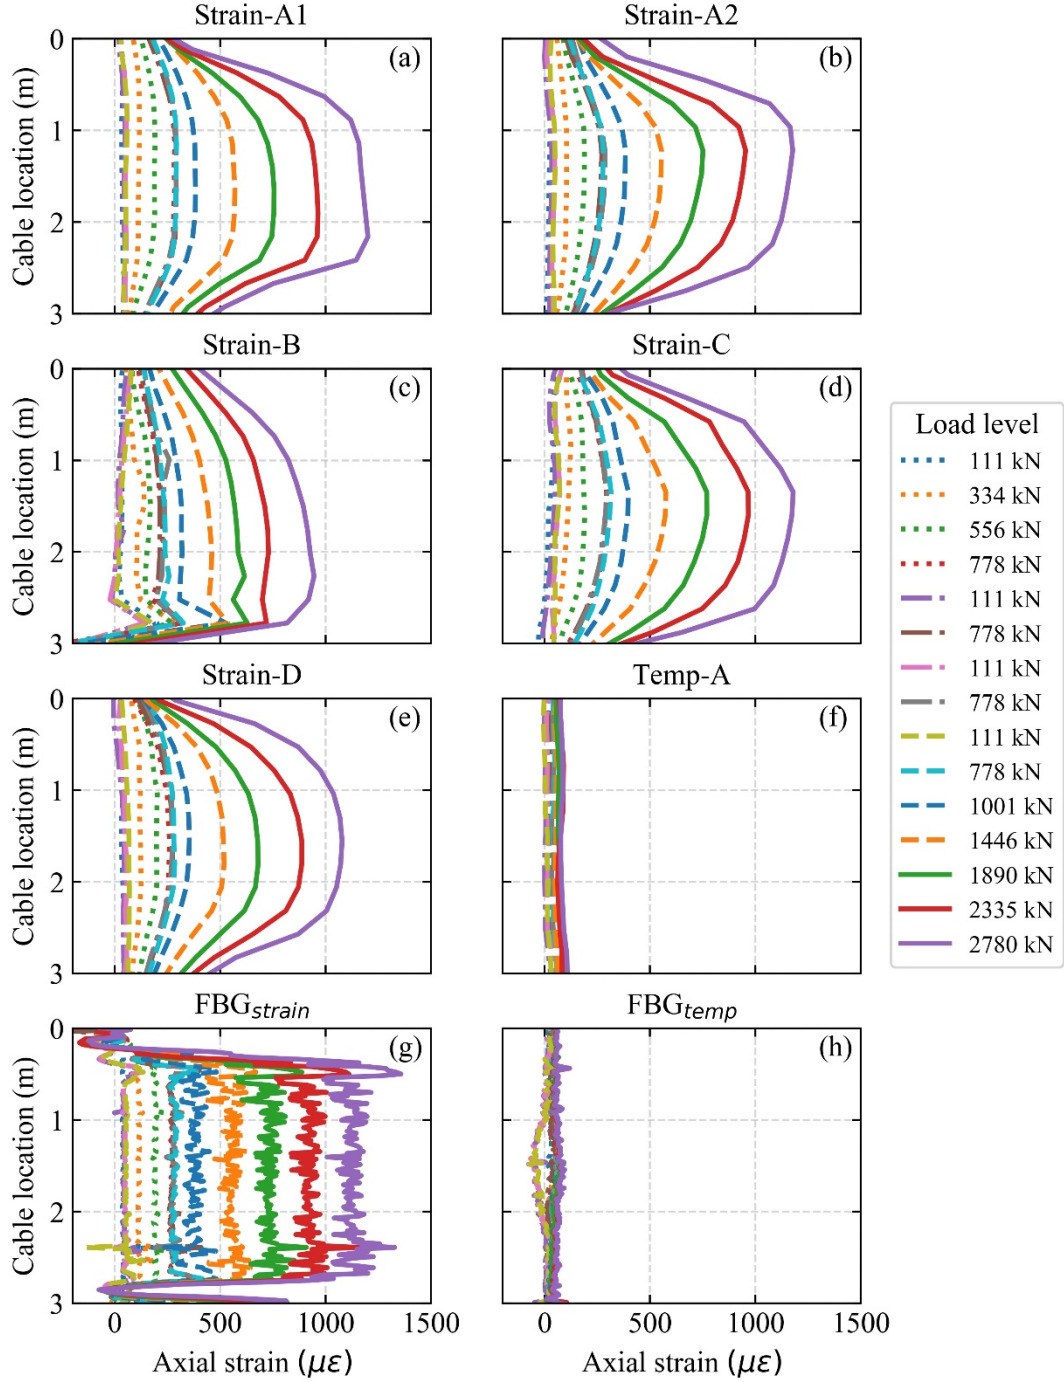 Strain-A1
Strain-A2
0
(a)
(b)
Cable location (m)
1
2
3
Strain-B
Strain-C
0
(c)
(d)
Cable location (m)
1
2
3
Strain-D
Temp-A
0
(e)
(f)
Cable location (m)
1
2
3
FBG_strain
FBG_temp
0
(g)
(h)
Cable location (m)
1
2
3
0 500 1000 1500
0 500 1000 1500
Axial strain (με)
Axial strain (με)
Load level
111 kN
334 kN
556 kN
778 kN
111 kN
778 kN
111 kN
778 kN
111 kN
778 kN
1001 kN
1446 kN
1890 kN
2335 kN
2780 kN